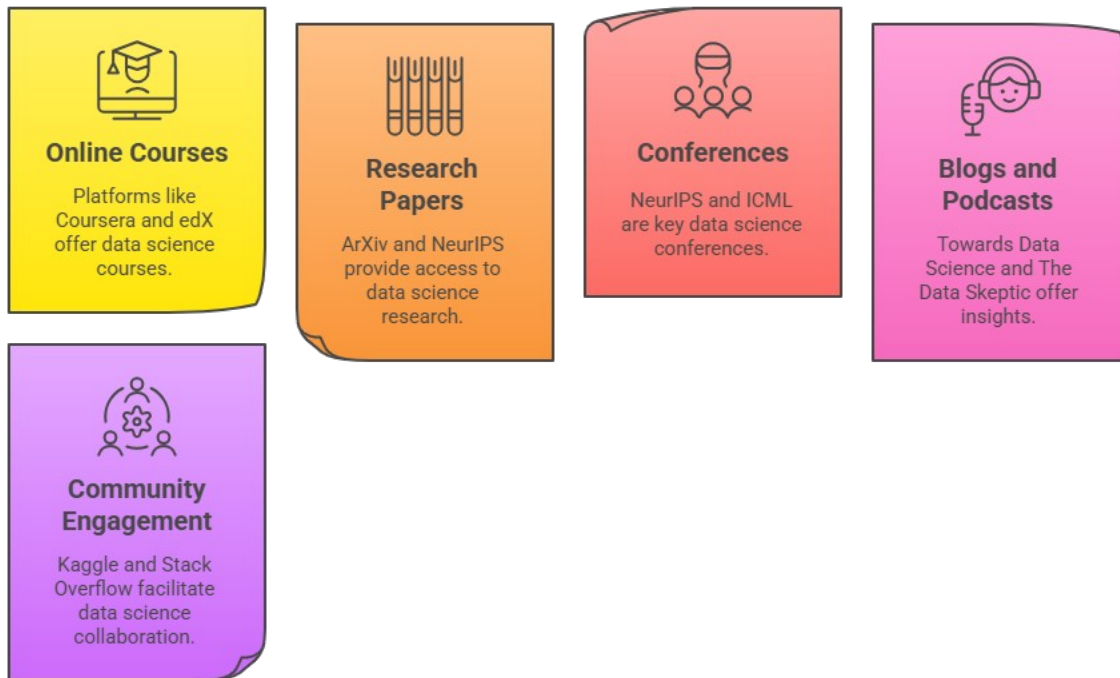 Online Courses
Platforms like
Coursera and edX
offer data science
courses.
Research
Papers
ArXiv and NeurIPS
provide access to
data science
research.
Conferences
NeurIPS and ICML
are key data science
conferences.
Blogs and
Podcasts
Towards Data
Science and The
Data Skeptic offer
insights.
Community
Engagement
Kaggle and Stack
Overflow facilitate
data science
collaboration.